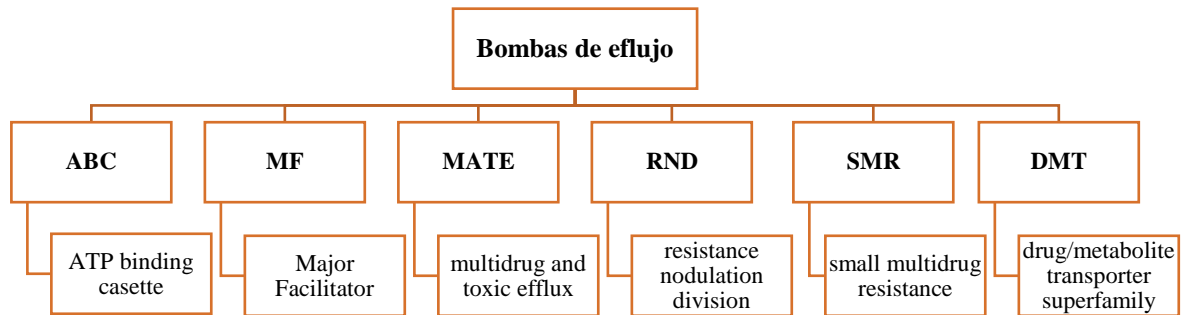 Bombas de eflujo
ABC
MF
MATE
RND
SMR
DMT
ATP binding
casette
Major
Facilitator
multidrug and
toxic efflux
resistance
nodulation
division
small multidrug
resistance
drug/metabolite
transporter
superfamily